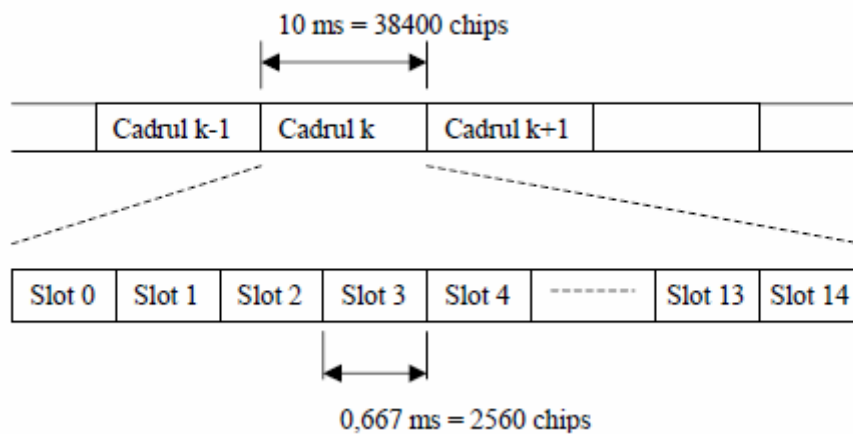 10 ms = 38400 chips
Cadrul k-1 Cadrul k Cadrul k+1
Slot 0 Slot 1 Slot 2 Slot 3 Slot 4 Slot 13 Slot 14
0,667 ms = 2560 chips